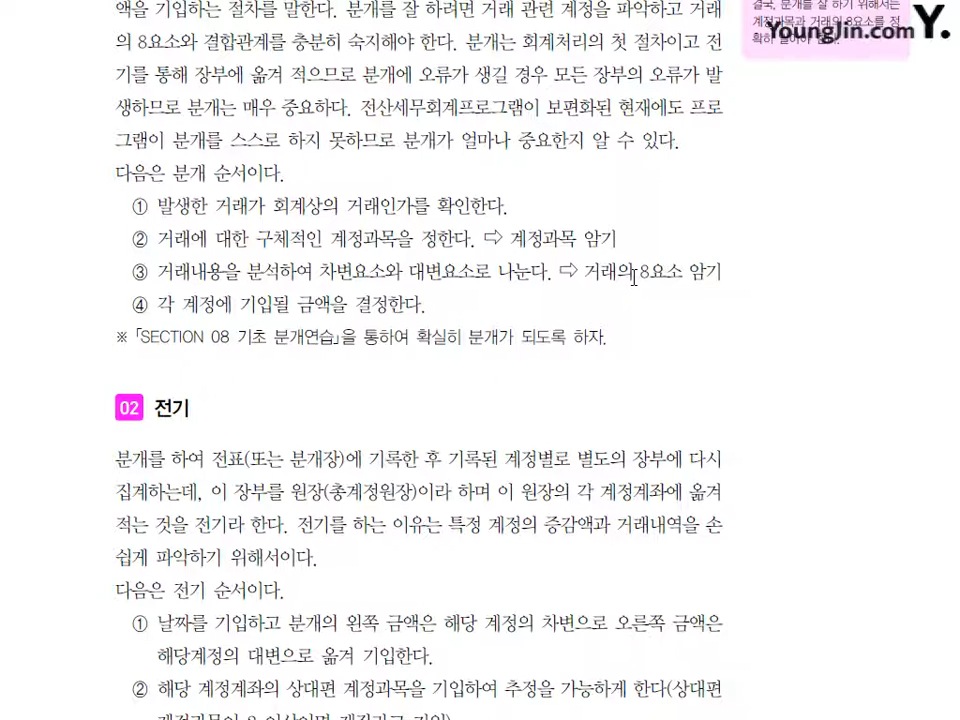 액을 기입하는 절차를 말한다. 분개를 잘 하려면 거래 관련 계정을 파악하고 거래
의 8요소와 결합관계를 충분히 숙지해야 한다. 분개는 회계처리의 첫 절차이고 전
기를 통해 장부에 옮겨 적으므로 분개에 오류가 생길 경우 모든 장부의 오류가 발
생하므로 분개는 매우 중요하다. 전산세무회계프로그램이 보편화된 현재에도 프로
그램이 분개를 스스로 하지 못하므로 분개가 얼마나 중요한지 알 수 있다.
다음은 분개 순서이다.
① 발생한 거래가 회계상의 거래인가를 확인한다.
② 거래에 대한 구체적인 계정과목을 정한다. ⇨ 계정과목 암기
③ 거래내용을 분석하여 차변요소와 대변요소로 나눈다. ⇨ 거래의 8요소 암기
④ 각 계정에 기입될 금액을 결정한다.
※「SECTION 08 기초 분개연습」을 통하여 확실히 분개가 되도록 하자.
02 전기
분개를 하여 전표(또는 분개장)에 기록한 후 기록된 계정별로 별도의 장부에 다시
집계하는데, 이 장부를 원장(총계정원장)이라 하며 이 원장의 각 계정계좌에 옮겨
적는 것을 전기라 한다. 전기를 하는 이유는 특정 계정의 증감액과 거래내역을 손
쉽게 파악하기 위해서이다.
다음은 전기 순서이다.
① 날짜를 기입하고 분개의 왼쪽 금액은 해당 계정의 차변으로 오른쪽 금액은
해당계정의 대변으로 옮겨 기입한다.
② 해당 계정계좌의 상대편 계정과목을 기입하여 추정을 가능하게 한다(상대편
결국, 분개를 잘 하기 위해서는
계정과목과 거래의 8요소를 정
YoungJin.com Y.